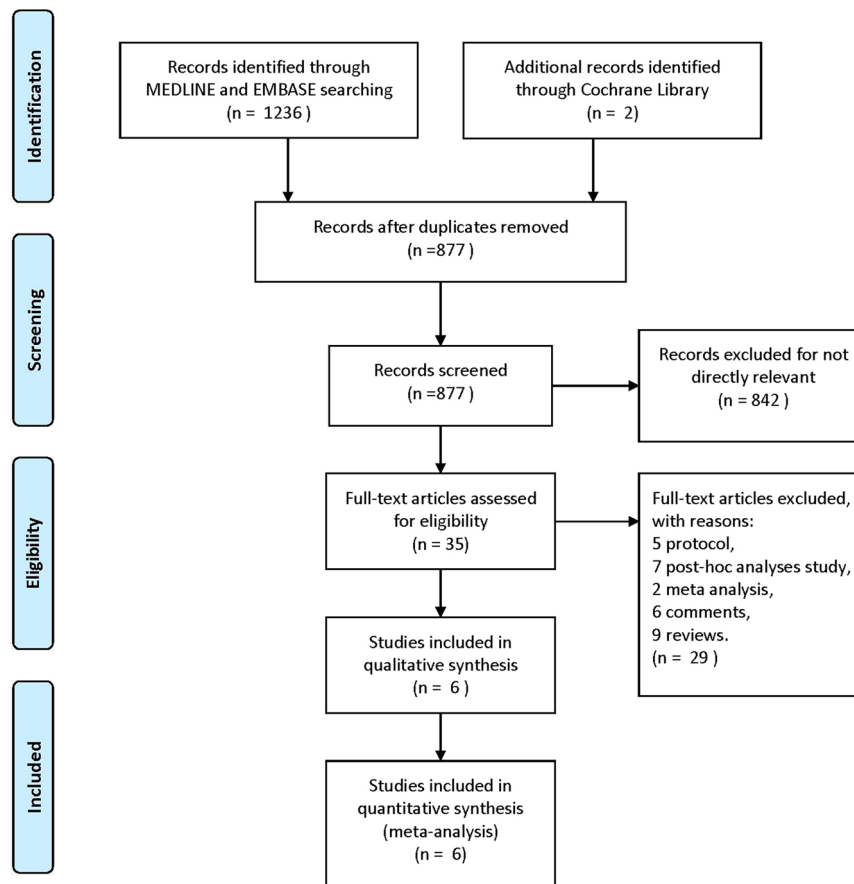 Identification
Records identified through
MEDLINE and EMBASE searching
(n = 1236 )
Additional records identified
through Cochrane Library
(n = 2)
Records after duplicates removed
(n =877 )
Screening
Records screened
(n =877 )
Records excluded for not
directly relevant
(n = 842 )
Eligibility
Full-text articles assessed
for eligibility
(n = 35)
Full-text articles excluded,
with reasons:
5 protocol,
7 post-hoc analyses study,
2 meta analysis,
6 comments,
9 reviews.
(n = 29 )
Studies included in
qualitative synthesis
(n = 6 )
Included
Studies included in
quantitative synthesis
(meta-analysis)
(n = 6)